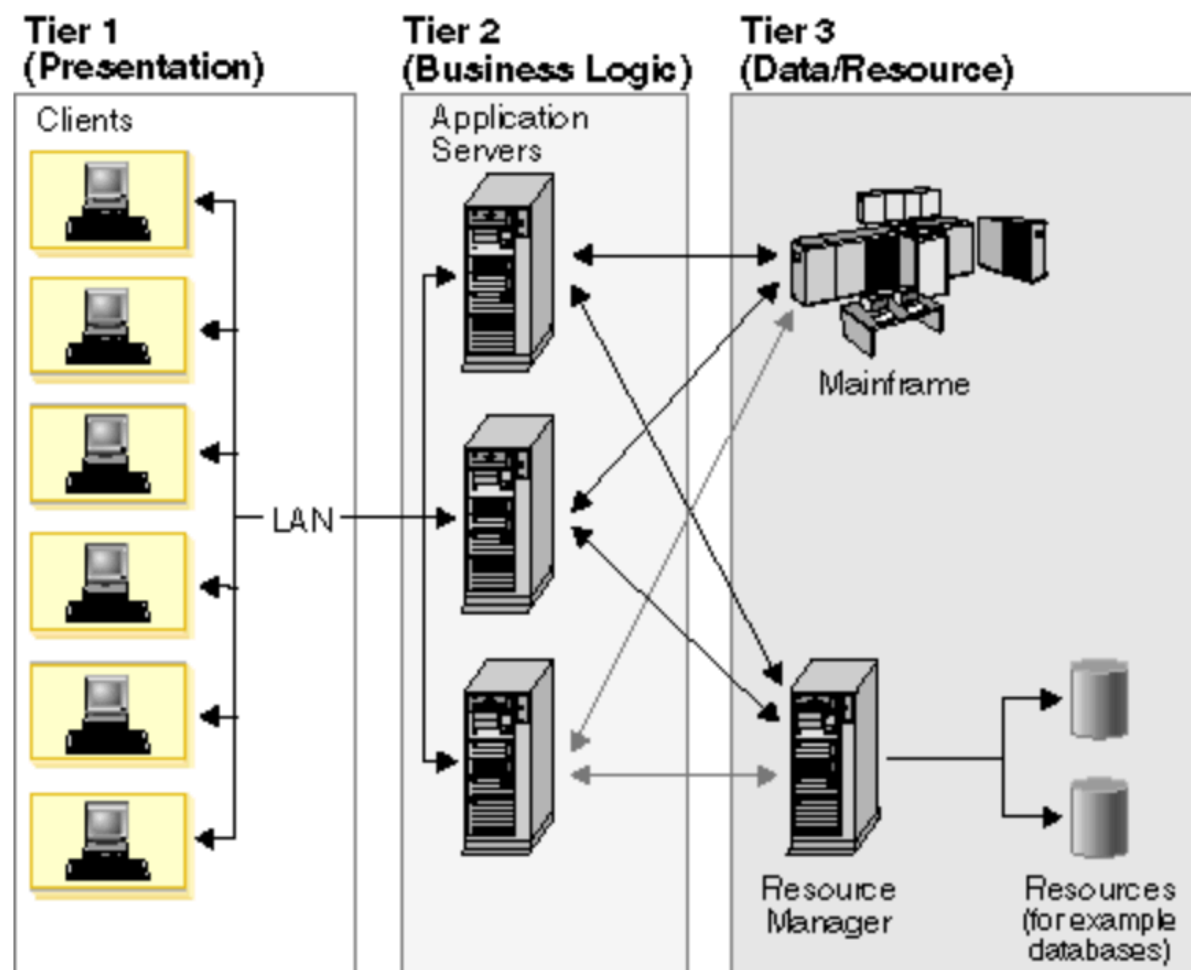 Tier 1
(Presentation)
Tier 2
(Business Logic)
Tier 3
(Data/Resource)
Clients
Application
Servers
Mainframe
LAN
Resource
Manager
Resources
(for example
databases)